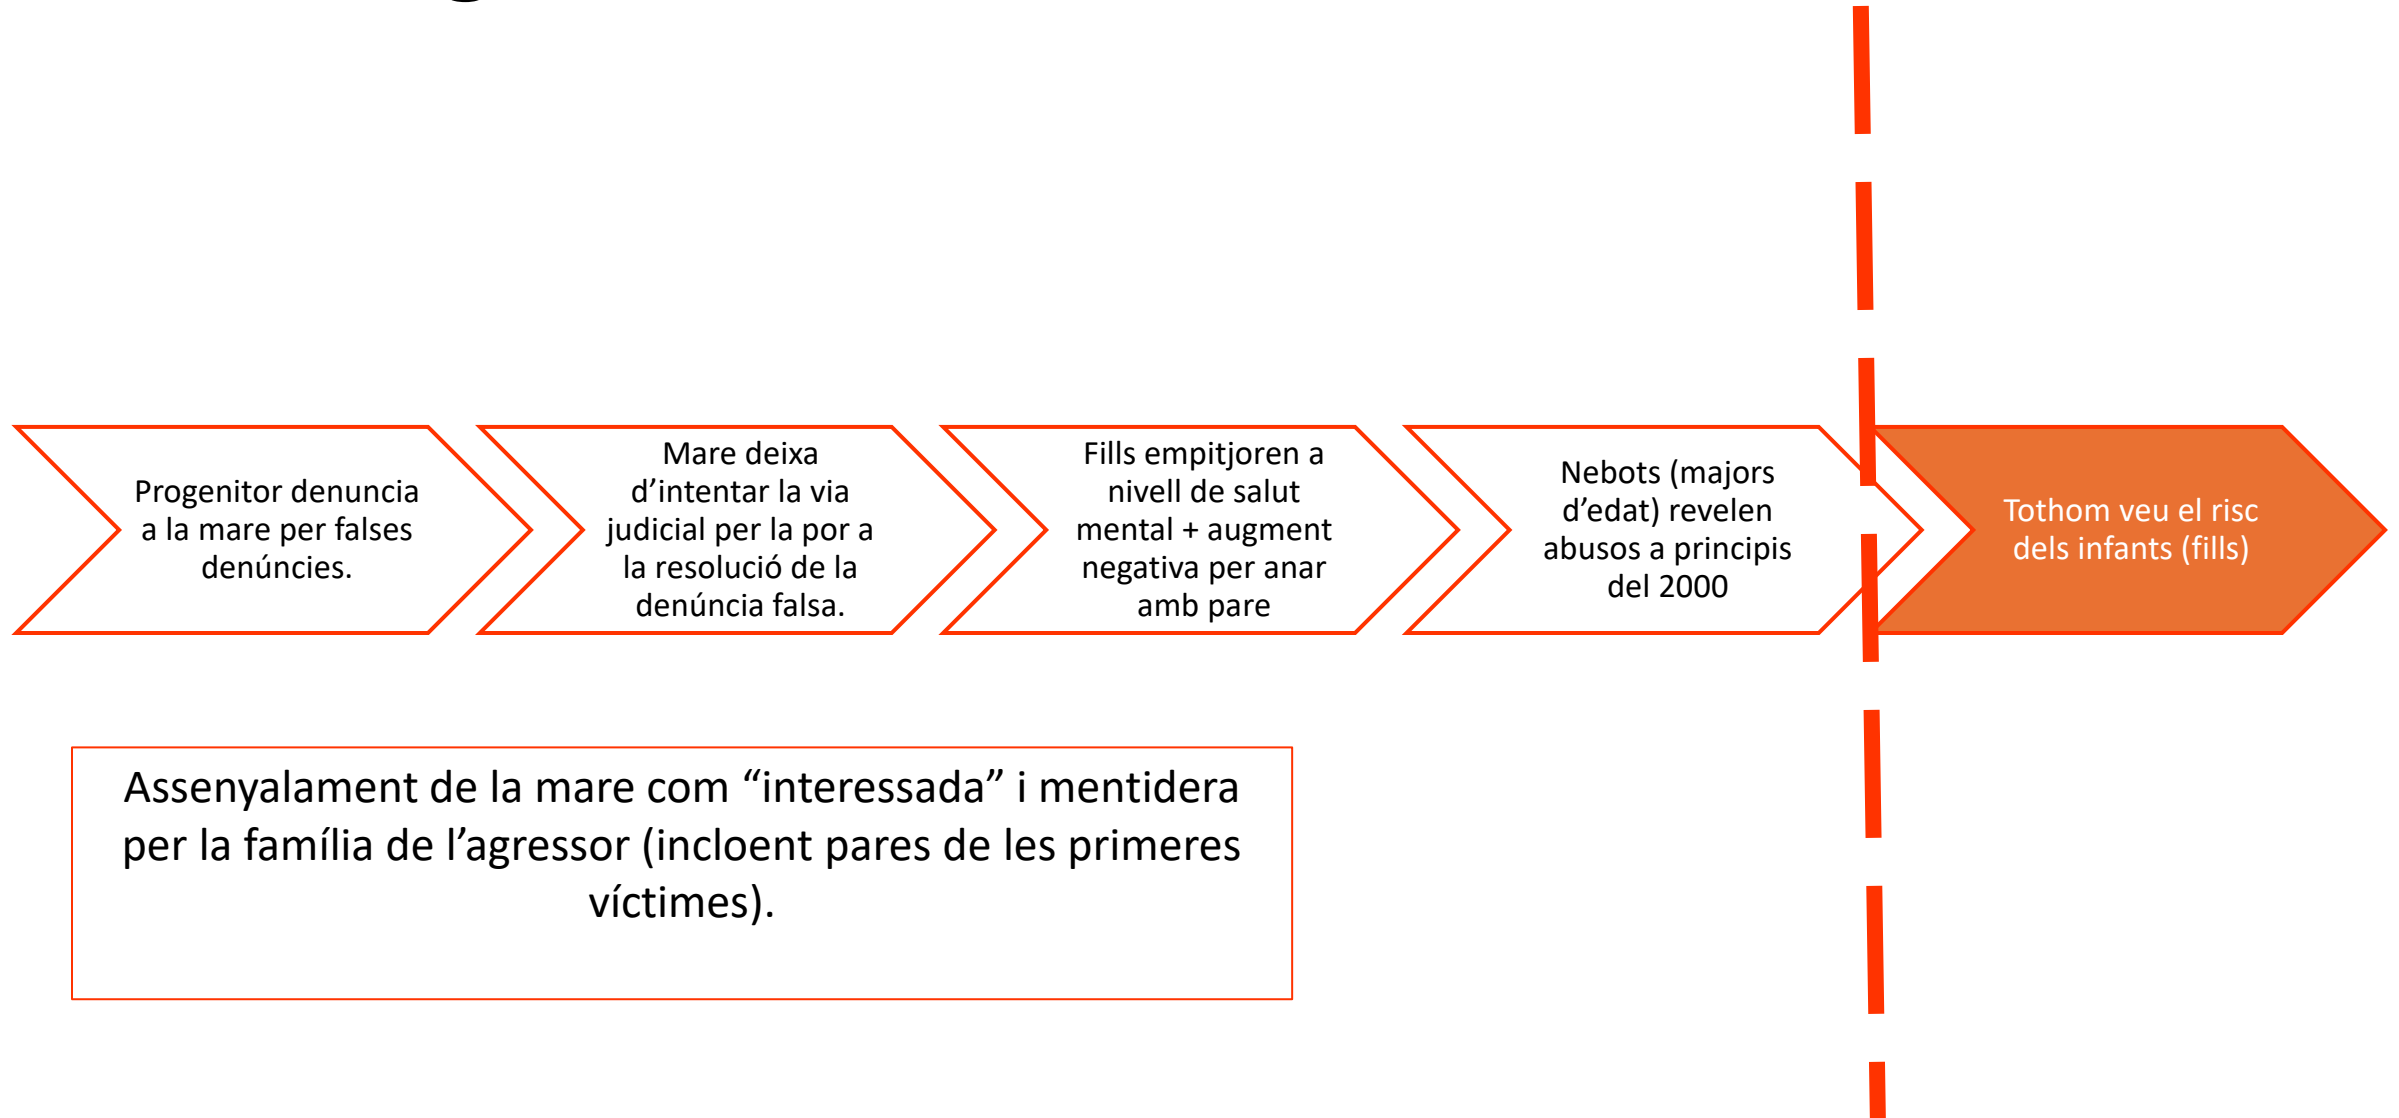 Progenitor denuncia
a la mare per falses
denúncies.
Mare deixa
d’intentar la via
judicial per la por a
la resolució de la
denúncia falsa.
Fills empitjoren a
nivell de salut
mental + augment
negativa per anar
amb pare
Nebots (majors
d’edat) revelen
abusos a principis
del 2000
Tothom veu el risc
dels infants (fills)
Assenyalament de la mare com “interessada” i mentidera
per la família de l’agressor (incloent pares de les primeres
víctimes).